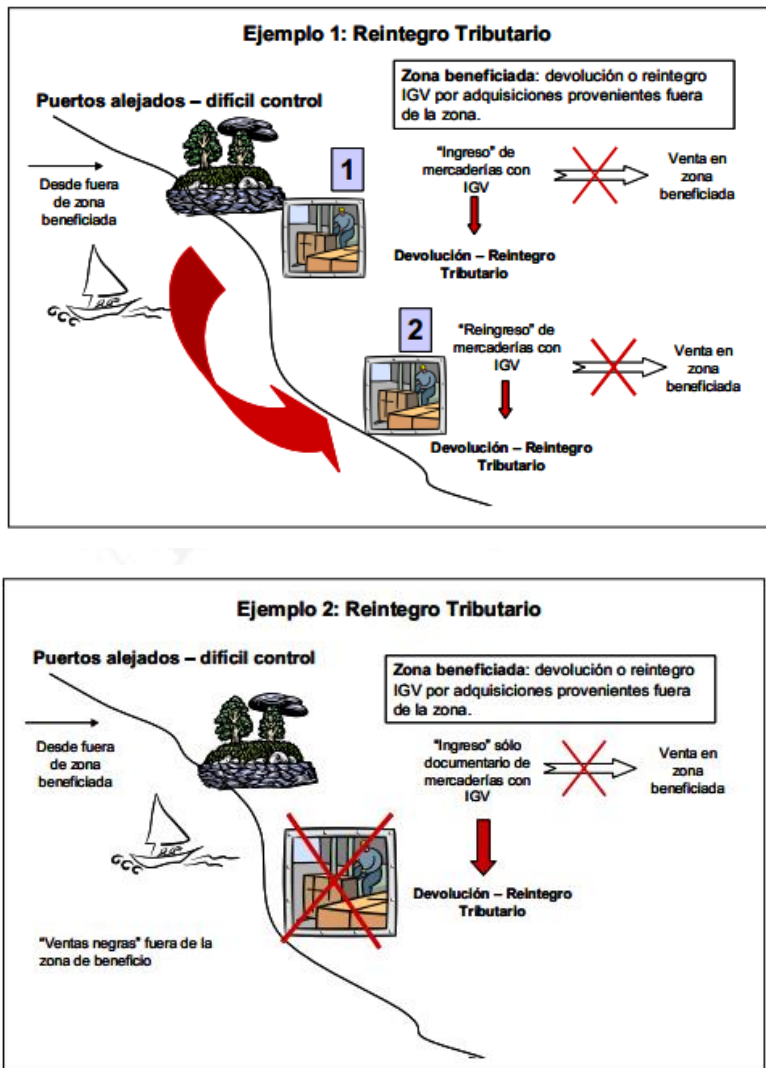 Ejemplo 1: Reintegro Tributario
Zona beneficiada: devolución o reintegro
IGV por adquisiciones provenientes fuera
de la zona.
Puertos alejados – difícil control
Desde fuera
de zona
beneficiada
1
"Ingreso" de
mercaderías con
IGV
Venta en
zona
beneficiada
Devolución – Reintegro
Tributario
2
"Reingreso" de
mercaderías con
IGV
Venta en
zona
beneficiada
Devolución – Reintegro
Tributario
Ejemplo 2: Reintegro Tributario
Puertos alejados – difícil control
Zona beneficiada: devolución o reintegro
IGV por adquisiciones provenientes fuera
de la zona.
Desde fuera
de zona
beneficiada
"Ingreso" sólo
documentario de
mercaderías con
IGV
Venta en
zona
beneficiada
Devolución – Reintegro
Tributario
"Ventas negras" fuera de la
zona de beneficio